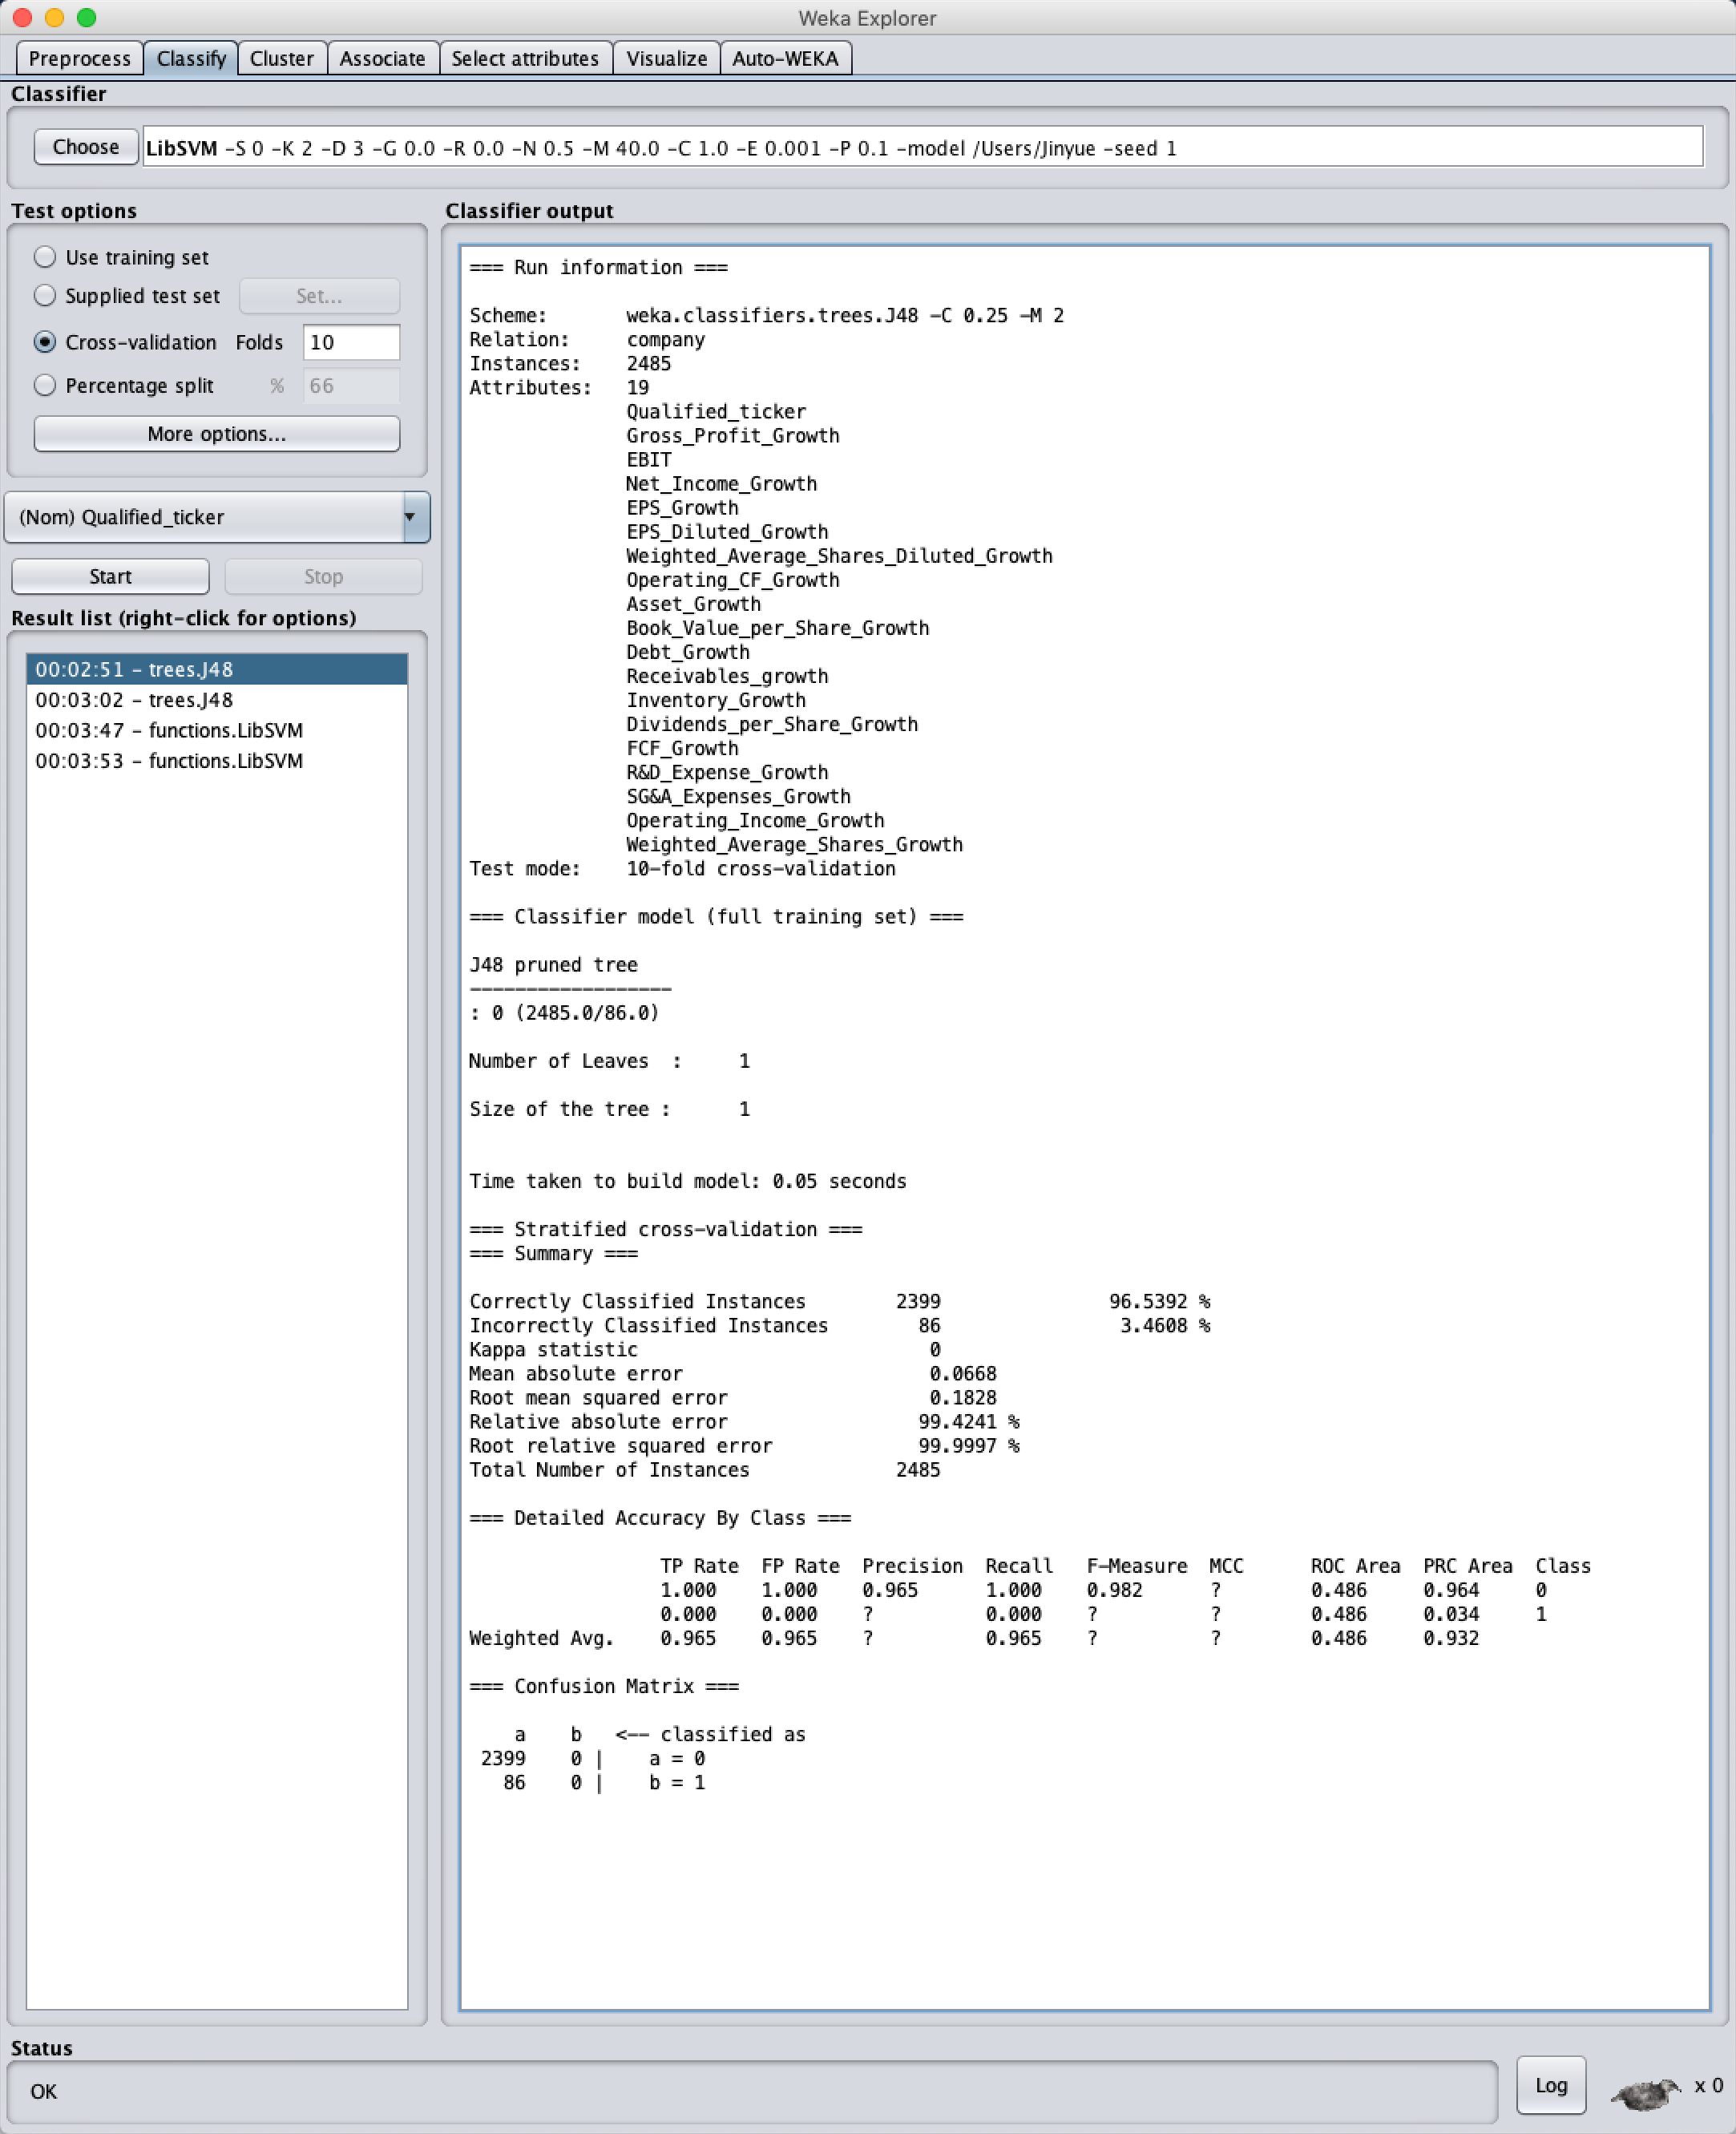 Weka Explorer
Preprocess Classify Cluster Associate Select attributes Visualize Auto-WEKA
Classifier
Choose LibSVM -S 0 -K 2 -D 3 -G 0.0 -R 0.0 -N 0.5 -M 40.0 -C 1.0 -E 0.001 -P 0.1 -model /Users/Jinyue -seed 1
Test options
Use training set
Supplied test set Set...
Cross-validation Folds 10
Percentage split % 66
More options...
(Nom) Qualified_ticker
Start Stop
Result list (right-click for options)
00:02:51 - trees.J48
00:03:02 - trees.J48
00:03:47 - functions.LibSVM
00:03:53 - functions.LibSVM
Classifier output
=== Run information ===
Scheme: weka.classifiers.trees.J48 -C 0.25 -M 2
Relation: company
Instances: 2485
Attributes: 19
Qualified_ticker
Gross_Profit_Growth
EBIT
Net_Income_Growth
EPS_Growth
EPS_Diluted_Growth
Weighted_Average_Shares_Diluted_Growth
Operating_CF_Growth
Asset_Growth
Book_Value_per_Share_Growth
Debt_Growth
Receivables_growth
Inventory_Growth
Dividends_per_Share_Growth
FCF_Growth
R&D_Expense_Growth
SG&A_Expenses_Growth
Operating_Income_Growth
Weighted_Average_Shares_Growth
Test mode: 10-fold cross-validation
=== Classifier model (full training set) ===
J48 pruned tree
------------------
: 0 (2485.0/86.0)
Number of Leaves : 1
Size of the tree : 1
Time taken to build model: 0.05 seconds
=== Stratified cross-validation ===
=== Summary ===
Correctly Classified Instances 2399 96.5392 %
Incorrectly Classified Instances 86 3.4608 %
Kappa statistic 0
Mean absolute error 0.0668
Root mean squared error 0.1828
Relative absolute error 99.4241 %
Root relative squared error 99.9997 %
Total Number of Instances 2485
=== Detailed Accuracy By Class ===
TP Rate FP Rate Precision Recall F-Measure MCC ROC Area PRC Area Class
1.000 1.000 0.965 1.000 0.982 ? 0.486 0.964 0
0.000 0.000 ? 0.000 ? ? 0.486 0.034 1
Weighted Avg. 0.965 0.965 ? 0.965 ? ? 0.486 0.932
=== Confusion Matrix ===
a b <-- classified as
2399 0 | a = 0
86 0 | b = 1
Status
OK
Log x 0